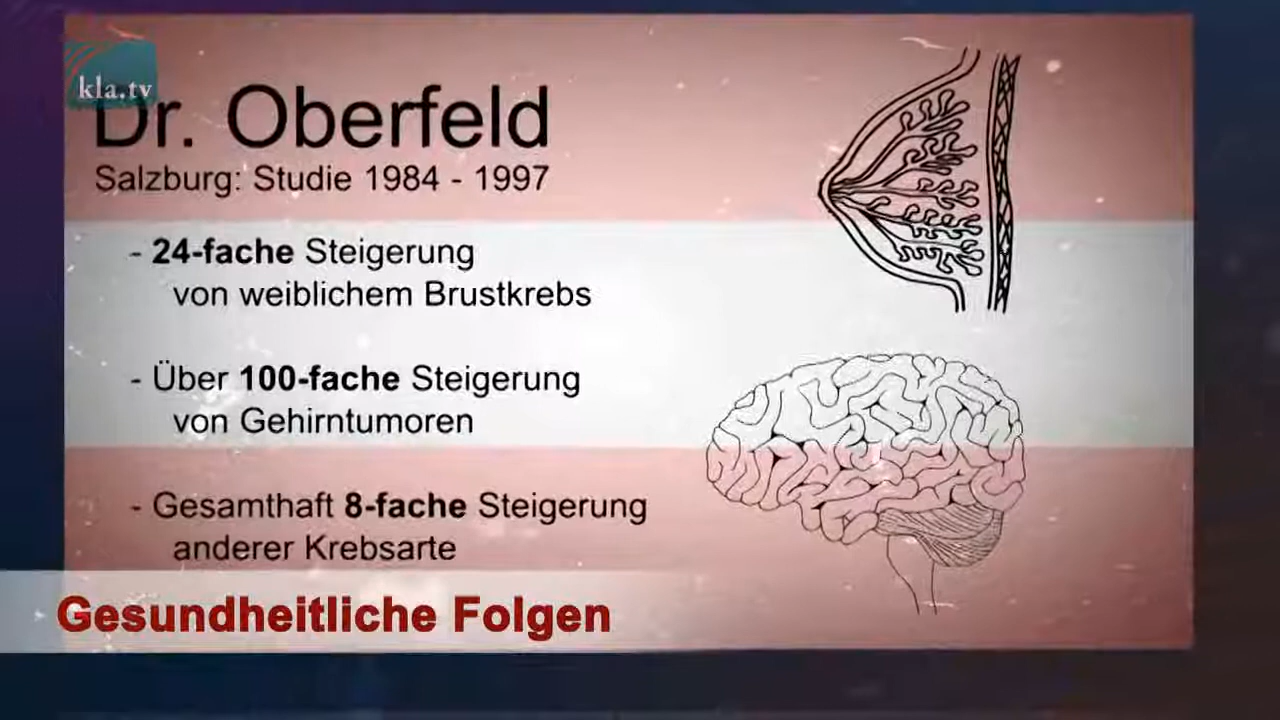 kla.tv
Dr. Oberfeld
Salzburg: Studie 1984 - 1997
- 24-fache Steigerung
von weiblichem Brustkrebs
- Über 100-fache Steigerung
von Gehirntumoren
- Gesamthaft 8-fache Steigerung
anderer Krebsarte
Gesundheitliche Folgen